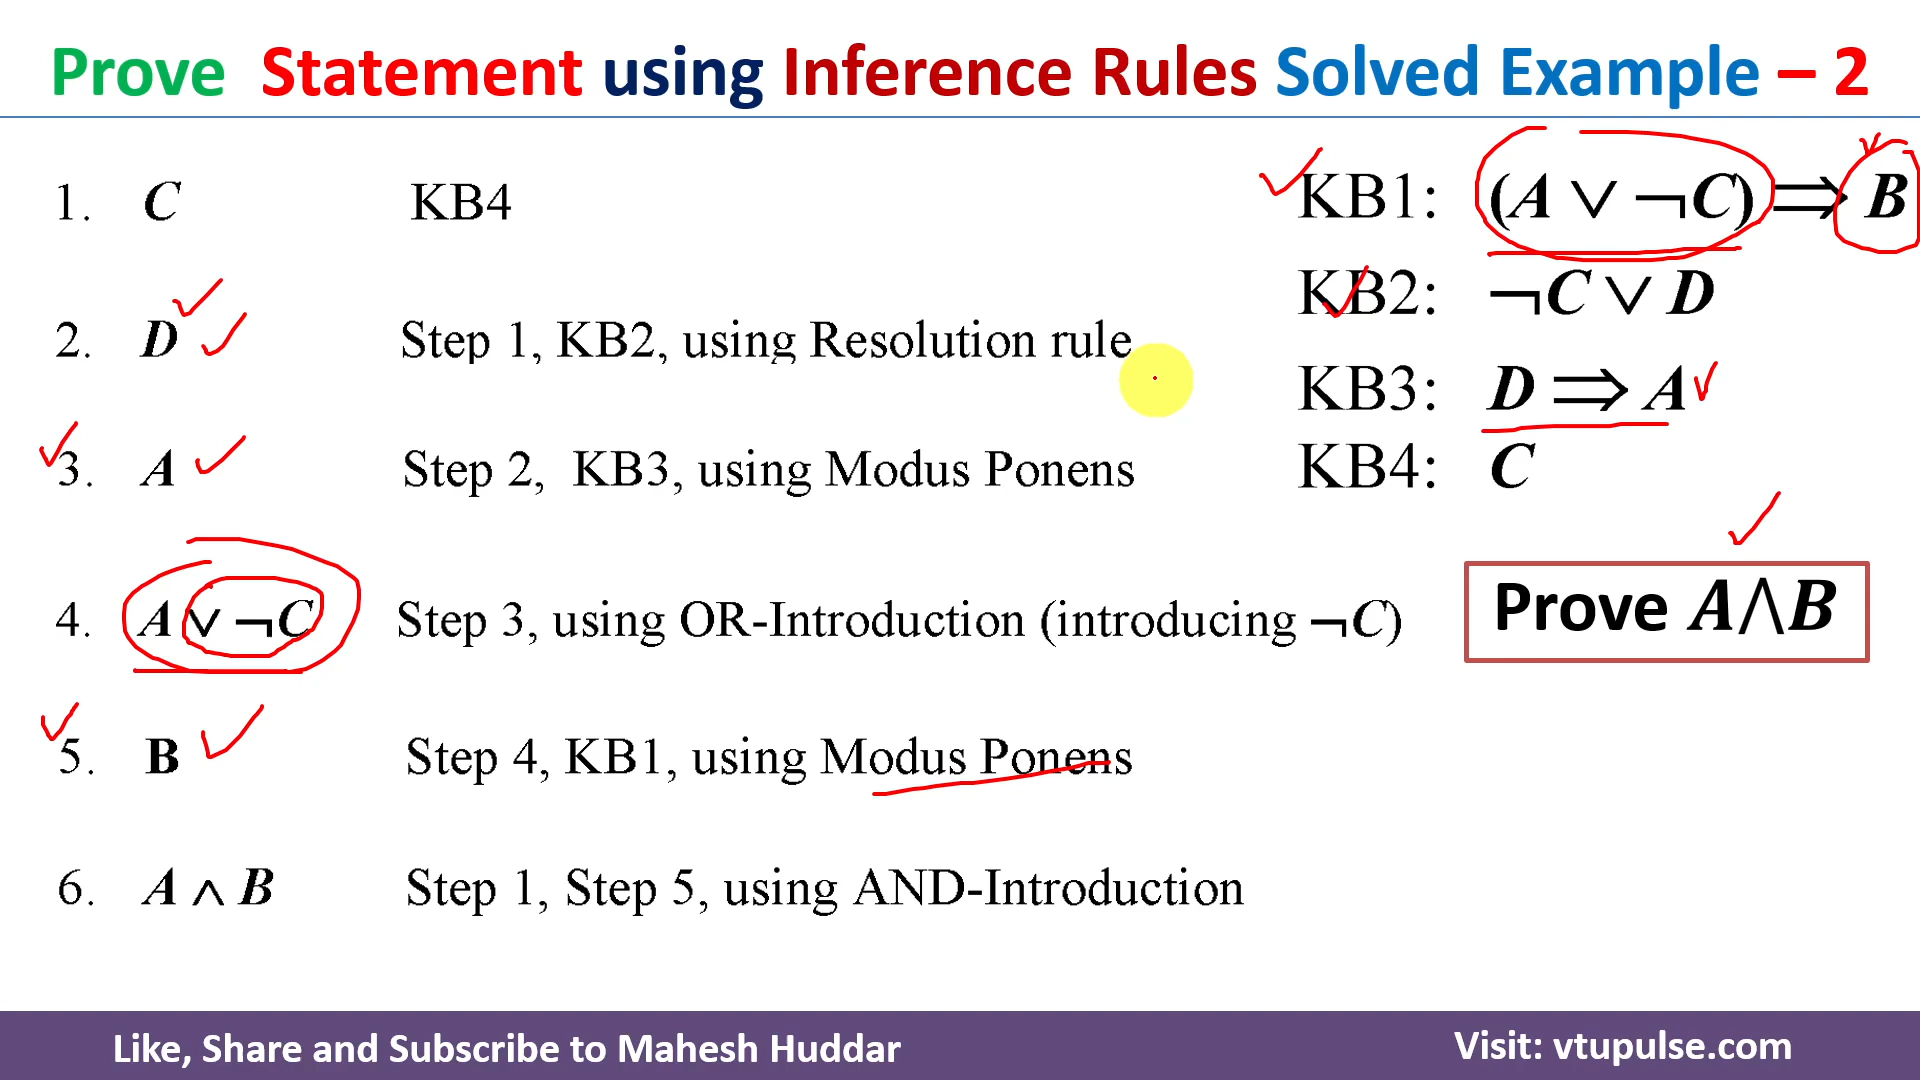 Prove Statement using Inference Rules Solved Example – 2
1. C KB4
2. D Step 1, KB2, using Resolution rule
3. A Step 2, KB3, using Modus Ponens
4. A ∨ ¬C Step 3, using OR-Introduction (introducing ¬C)
5. B Step 4, KB1, using Modus Ponens
6. A ∧ B Step 1, Step 5, using AND-Introduction
KB1: (A ∨ ¬C) ⇒ B
KB2: ¬C ∨ D
KB3: D ⇒ A
KB4: C
Prove A⋀B
Like, Share and Subscribe to Mahesh Huddar
Visit: vtupulse.com